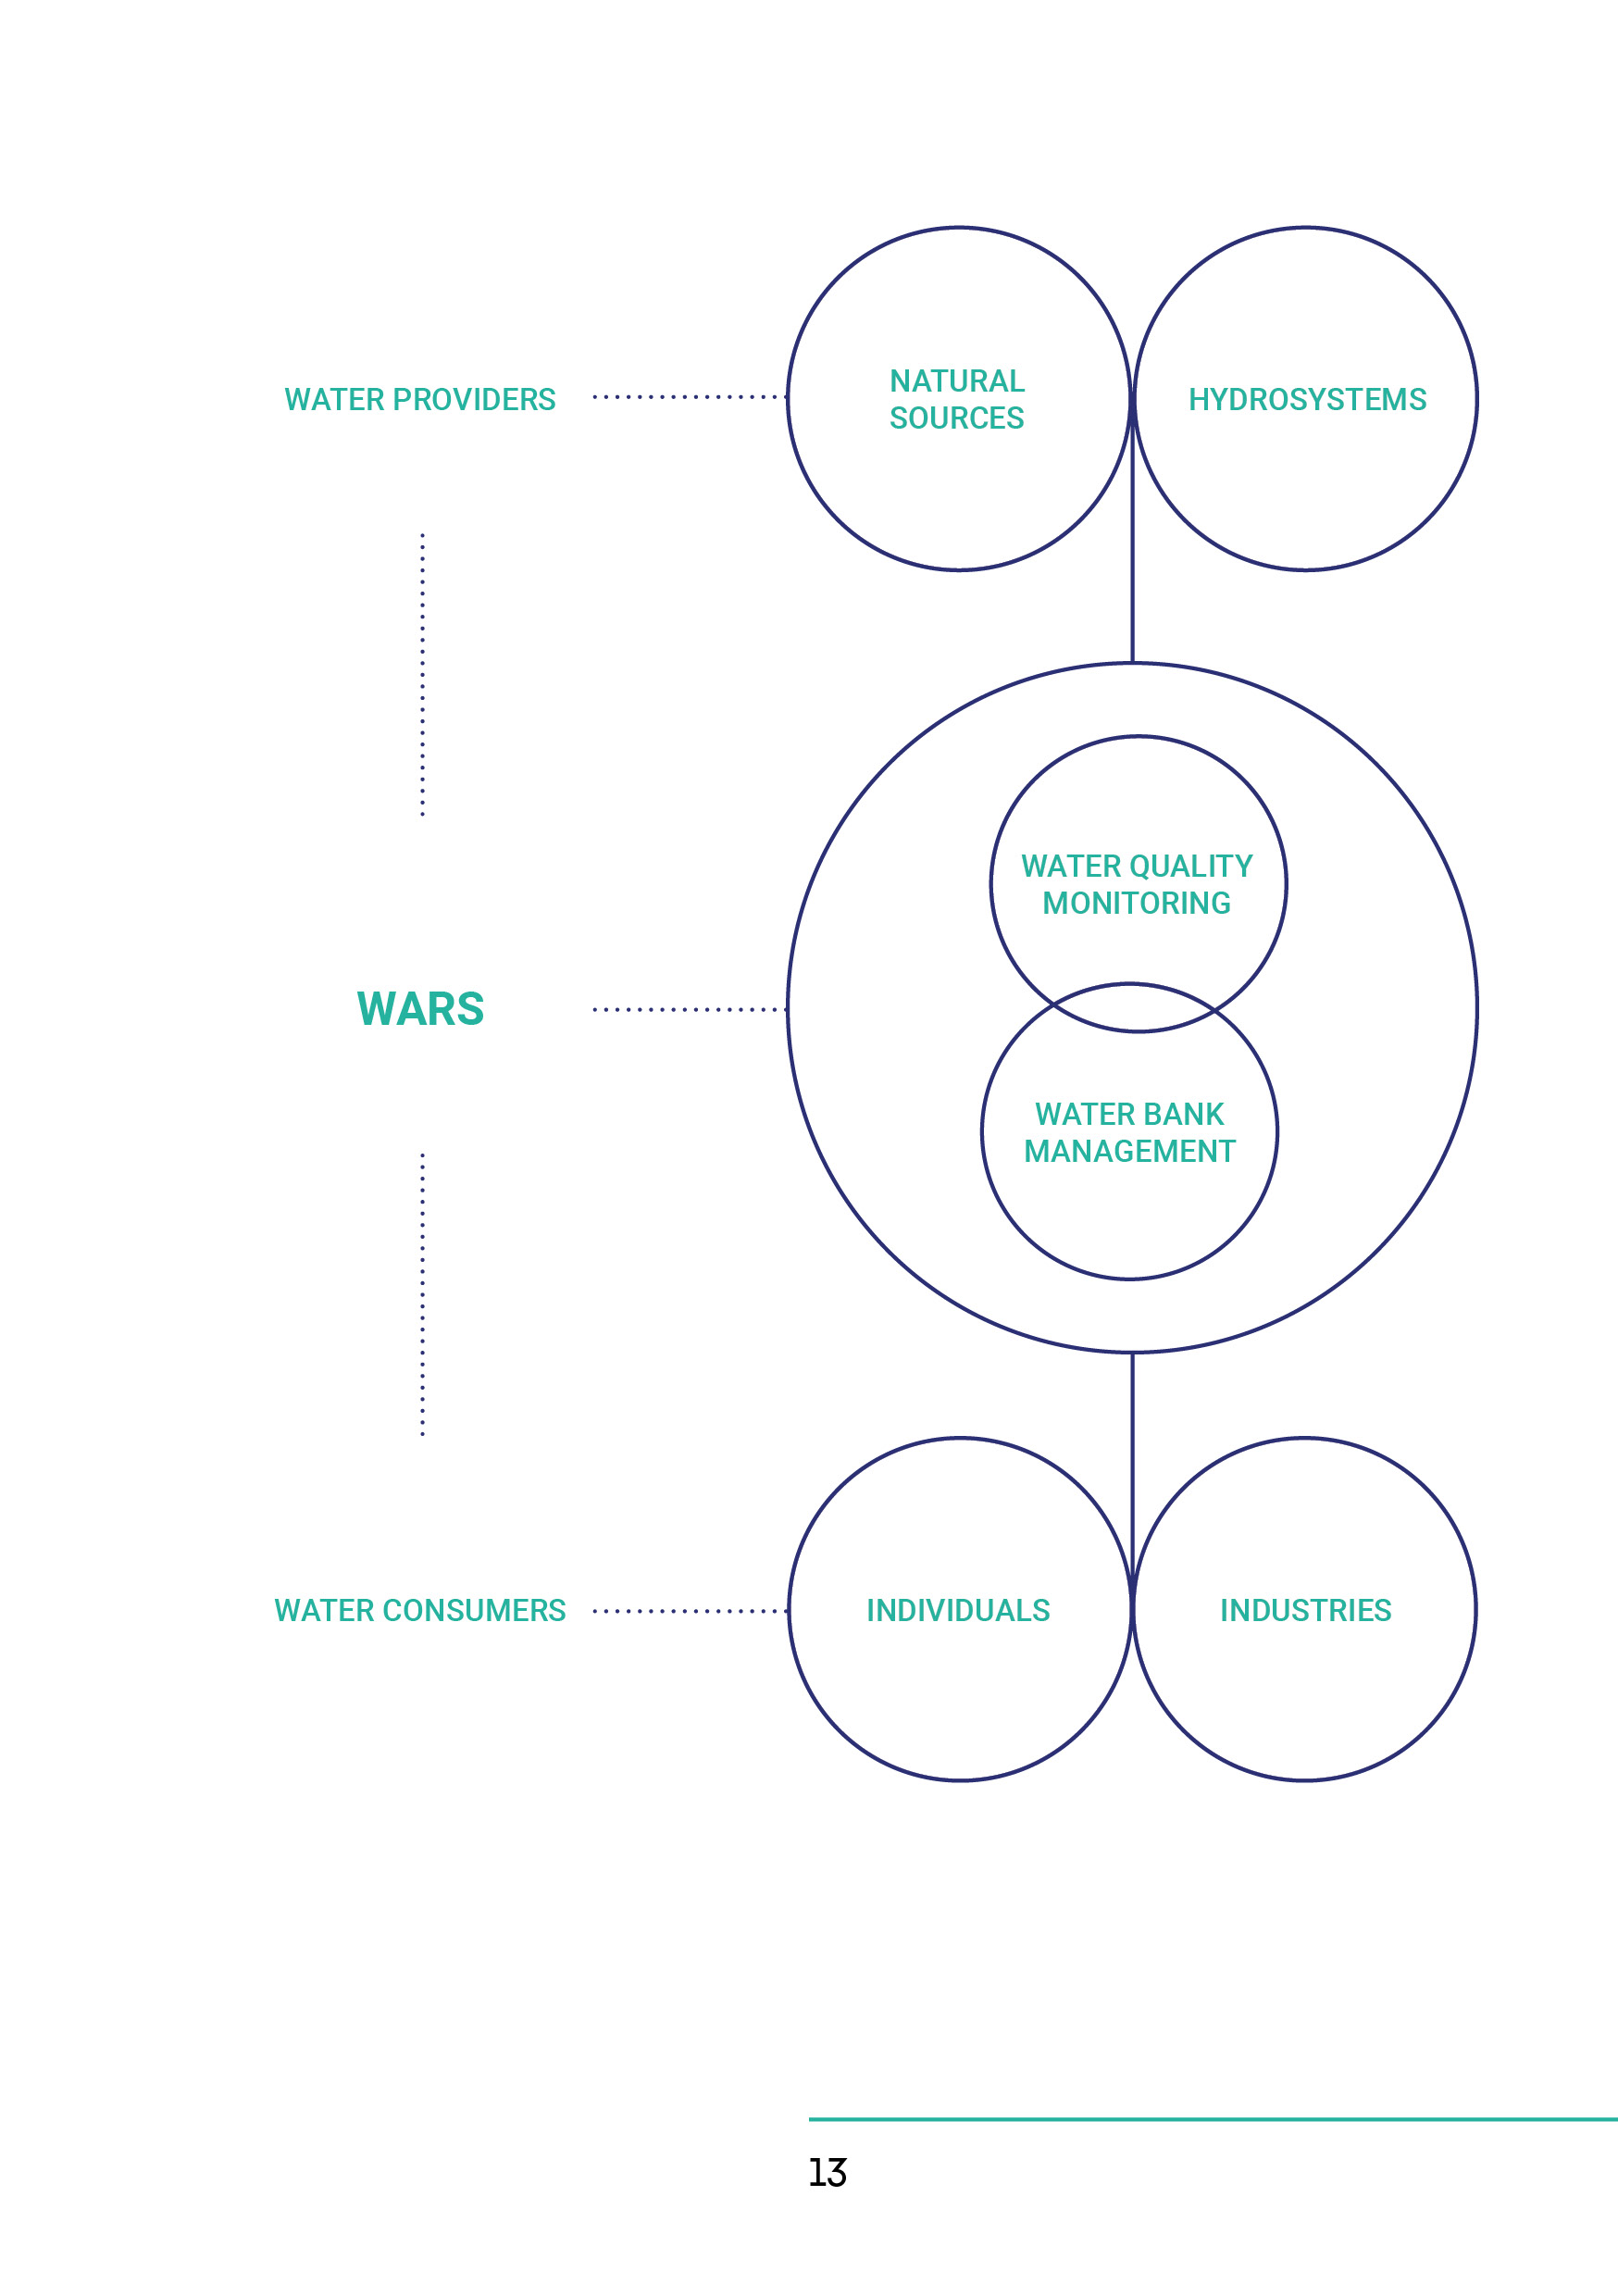 WATER PROVIDERS
NATURAL
SOURCES
HYDROSYSTEMS
WARS
WATER QUALITY
MONITORING
WATER BANK
MANAGEMENT
WATER CONSUMERS
INDIVIDUALS
INDUSTRIES
13